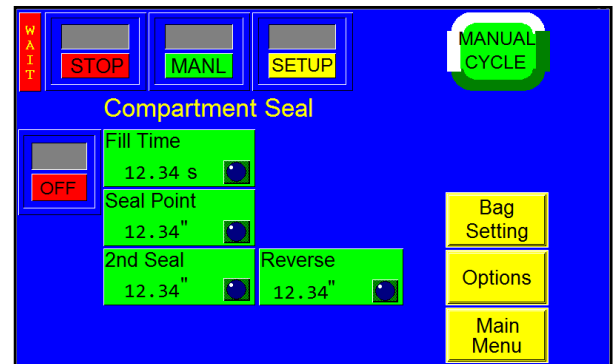 WAIT
STOP
MANL
SETUP
MANUAL
CYCLE
Compartment Seal
OFF
Fill Time
12.34 s
Seal Point
12.34"
2nd Seal
12.34"
Reverse
12.34"
Bag
Setting
Options
Main
Menu